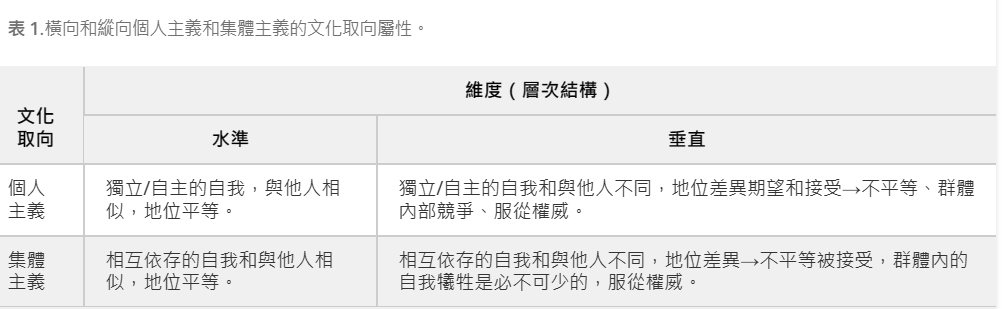 表 1.橫向和縱向個人主義和集體主義的文化取向屬性。
文化
取向
維度（層次結構）
水準
垂直
個人
主義
獨立/自主的自我，與他人相
似，地位平等。
獨立/自主的自我和與他人不同，地位差異期望和接受→不平等、群體
內部競爭、服從權威。
集體
主義
相互依存的自我和與他人相
似，地位平等。
相互依存的自我和與他人不同，地位差異→不平等被接受，群體內的
自我犧牲是必不可少的，服從權威。